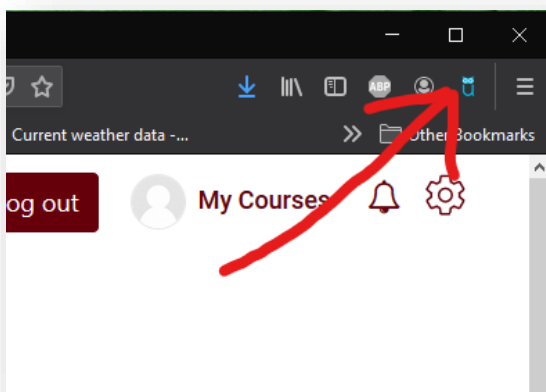 ABP
Current weather data -...
Other Bookmarks
og out
My Courses